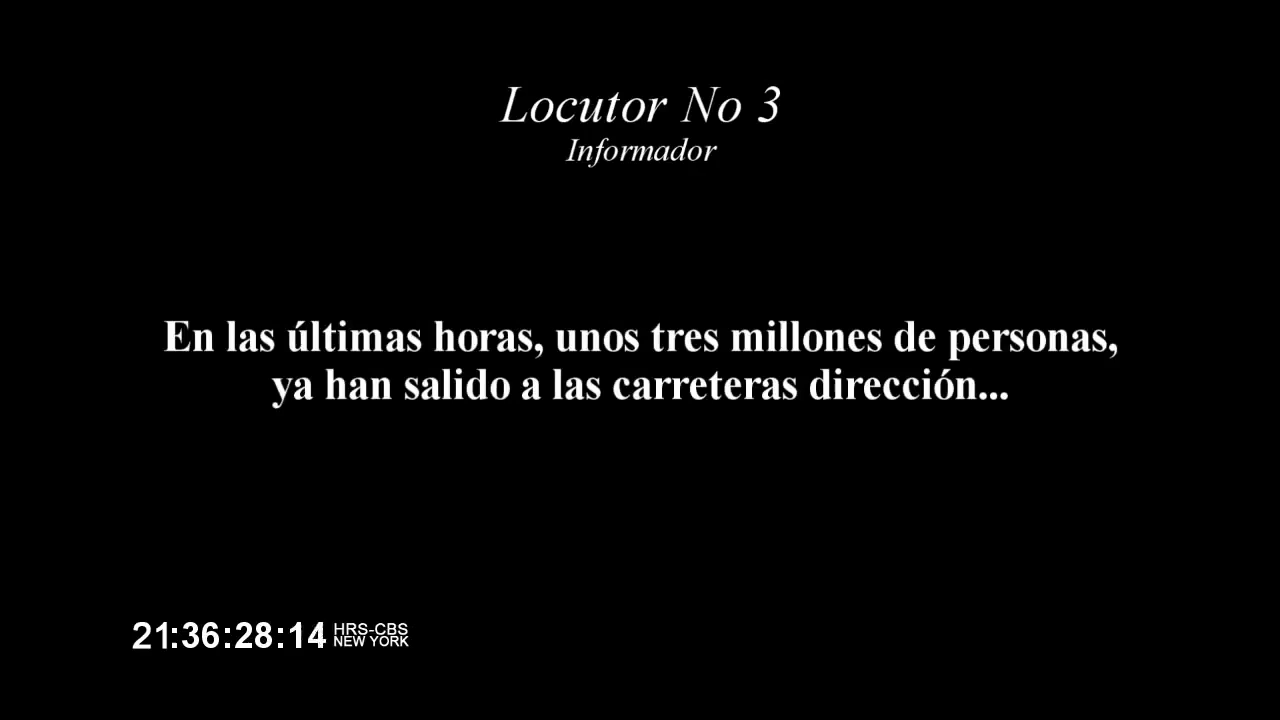 Locutor No 3
Informador
En las últimas horas, unos tres millones de personas,
ya han salido a las carreteras dirección...
21:36:28:14 HRS-CBS
NEW YORK